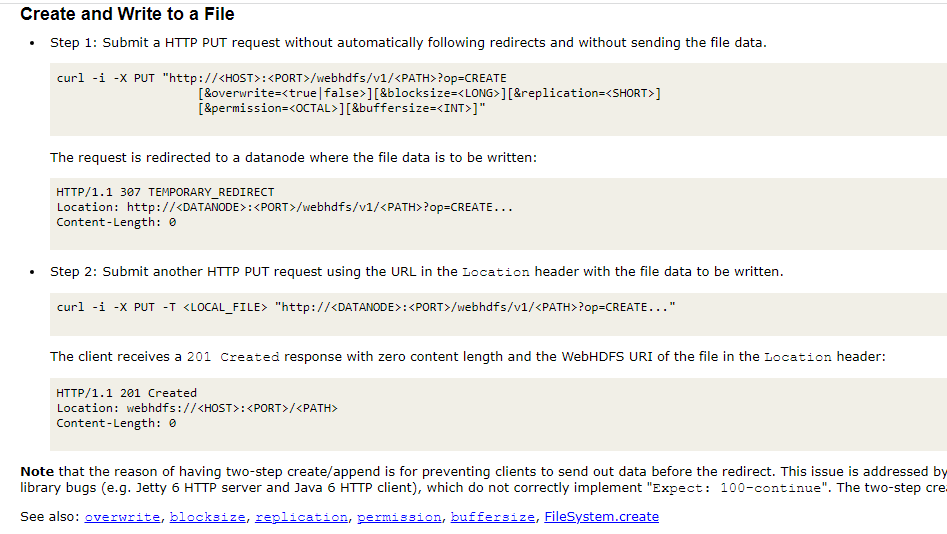 Create and Write to a File
• Step 1: Submit a HTTP PUT request without automatically following redirects and without sending the file data.
curl -i -X PUT "http://<HOST>:<PORT>/webhdfs/v1/<PATH>?op=CREATE
[&overwrite=<true|false>][&blocksize=<LONG>][&replication=<SHORT>]
[&permission=<OCTAL>][&buffersize=<INT>]"
The request is redirected to a datanode where the file data is to be written:
HTTP/1.1 307 TEMPORARY_REDIRECT
Location: http://<DATANODE>:<PORT>/webhdfs/v1/<PATH>?op=CREATE...
Content-Length: 0
• Step 2: Submit another HTTP PUT request using the URL in the Location header with the file data to be written.
curl -i -X PUT -T <LOCAL_FILE> "http://<DATANODE>:<PORT>/webhdfs/v1/<PATH>?op=CREATE..."
The client receives a 201 Created response with zero content length and the WebHDFS URI of the file in the Location header:
HTTP/1.1 201 Created
Location: webhdfs://<HOST>:<PORT>/<PATH>
Content-Length: 0
Note that the reason of having two-step create/append is for preventing clients to send out data before the redirect. This issue is addressed by
library bugs (e.g. Jetty 6 HTTP server and Java 6 HTTP client), which do not correctly implement "Expect: 100-continue". The two-step cre
See also: overwrite, blocksize, replication, permission, buffersize, FileSystem.create